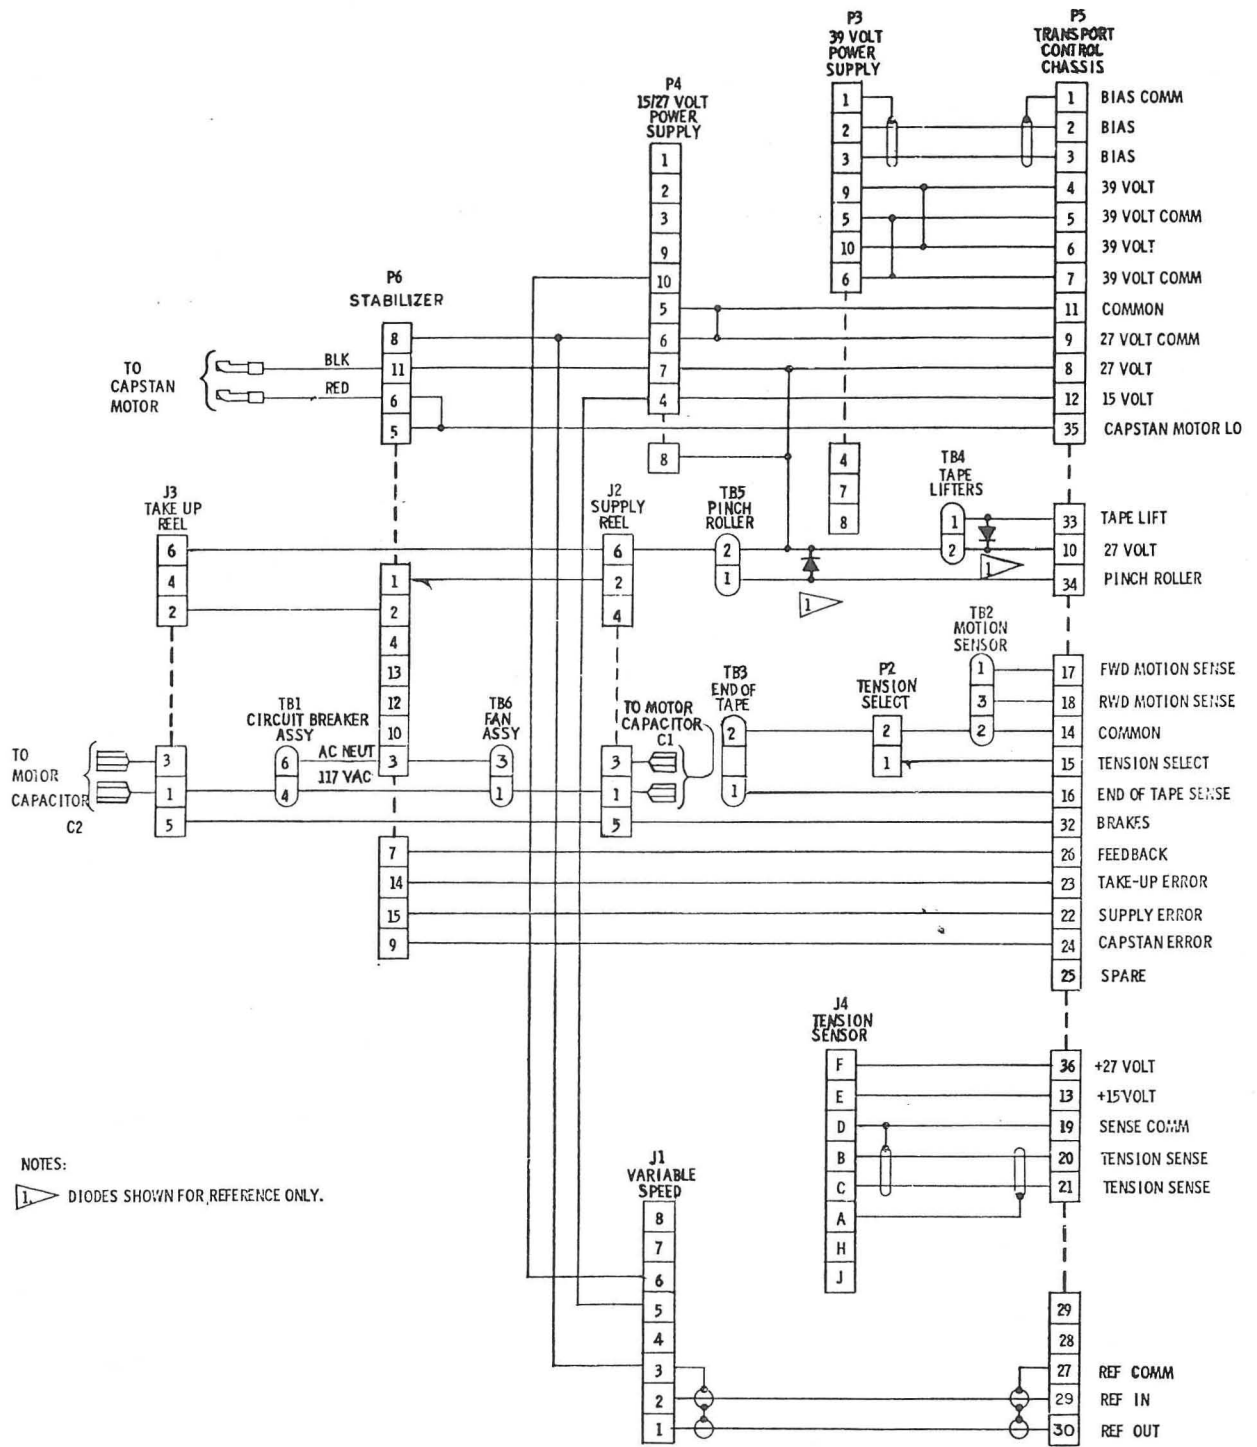 P3
39 VOLT
POWER
SUPPLY
1
2
3
9
5
10
6
4
7
8
P5
TRANSPORT
CONTROL
CHASSIS
1 BIAS COMM
2 BIAS
3 BIAS
4 39 VOLT
5 39 VOLT COMM
6 39 VOLT
7 39 VOLT COMM
11 COMMON
9 27 VOLT COMM
8 27 VOLT
12 15 VOLT
35 CAPSTAN MOTOR LO
33 TAPE LIFT
10 27 VOLT
34 PINCH ROLLER
17 FWD MOTION SENSE
18 RWD MOTION SENSE
14 COMMON
15 TENSION SELECT
16 END OF TAPE SENSE
32 BRAKES
26 FEEDBACK
23 TAKE-UP ERROR
22 SUPPLY ERROR
24 CAPSTAN ERROR
25 SPARE
36 +27 VOLT
13 +15 VOLT
19 SENSE COMM
20 TENSION SENSE
21 TENSION SENSE
29
28
27 REF COMM
29 REF IN
30 REF OUT
P4
15/27 VOLT
POWER
SUPPLY
1
2
3
9
10
5
6
7
4
8
P6
STABILIZER
8
11
6
5
1
2
4
13
12
10
3
7
14
15
9
TO
CAPSTAN
MOTOR
BLK
RED
J3
TAKE UP
REEL
6
4
2
3
1
5
J2
SUPPLY
REEL
6
2
4
3
1
5
TB5
PINCH
ROLLER
2
1
TB4
TAPE
LIFTERS
1
2
1
1
TB2
MOTION
SENSOR
1
3
2
TB1
CIRCUIT BREAKER
ASSY
6
4
AC NEUT
117 VAC
TB6
FAN
ASSY
3
1
TO MOTOR
CAPACITOR
C1
TB3
END OF
TAPE
2
1
P2
TENSION
SELECT
2
1
TO
MOTOR
CAPACITOR
C2
J4
TENSION
SENSOR
F
E
D
B
C
A
H
J
J1
VARIABLE
SPEED
8
7
6
5
4
3
2
1
NOTES:
1. DIODES SHOWN FOR REFERENCE ONLY.